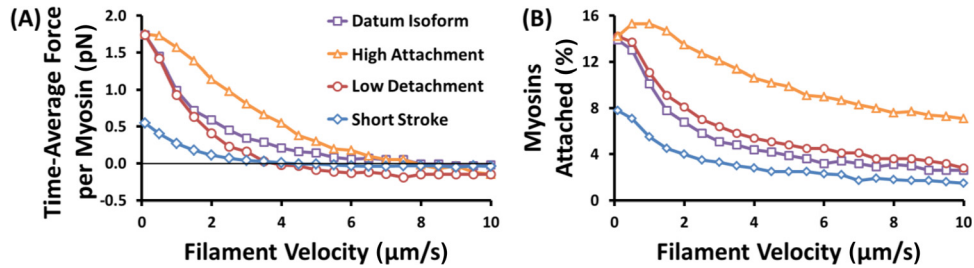 (A)
Time-Average Force
per Myosin (pN)
2.0
1.5
1.0
0.5
0.0
-0.5
0 2 4 6 8 10
Filament Velocity (µm/s)
Datum Isoform
High Attachment
Low Detachment
Short Stroke
(B)
Myosins
Attached (%)
16
12
8
4
0
0 2 4 6 8 10
Filament Velocity (µm/s)